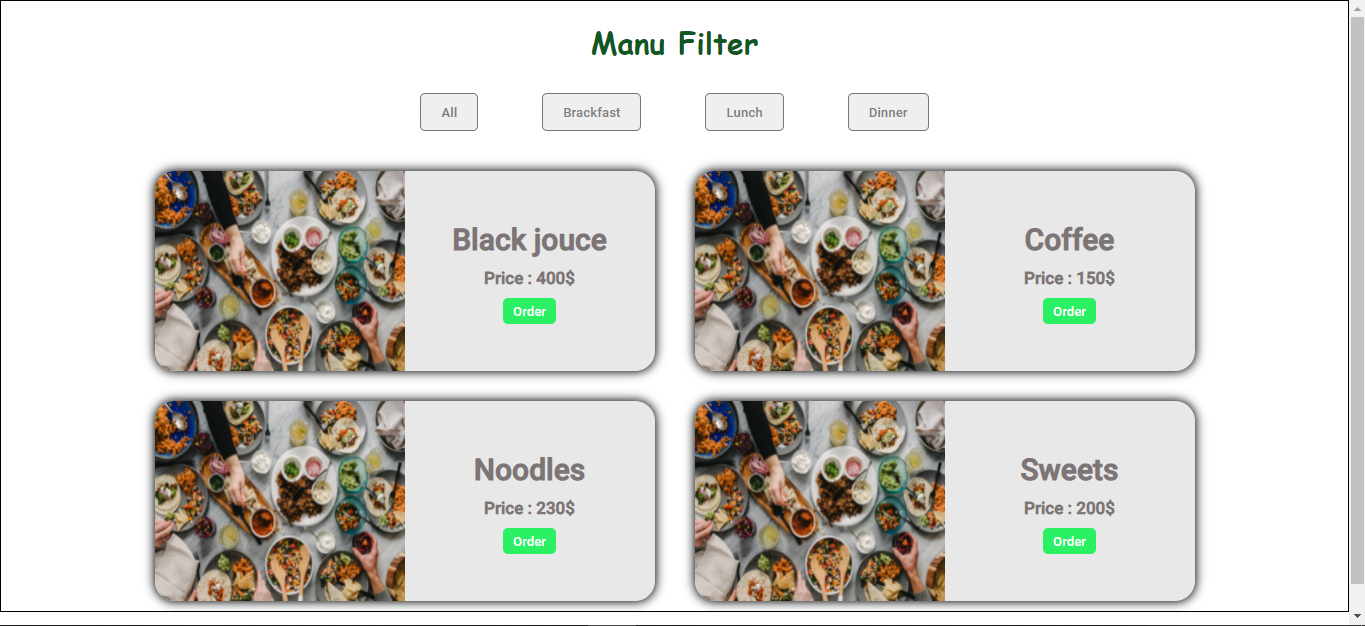 Manu Filter
All
Brackfast
Lunch
Dinner
Black jouce
Price : 400$
Order
Coffee
Price : 150$
Order
Noodles
Price : 230$
Order
Sweets
Price : 200$
Order